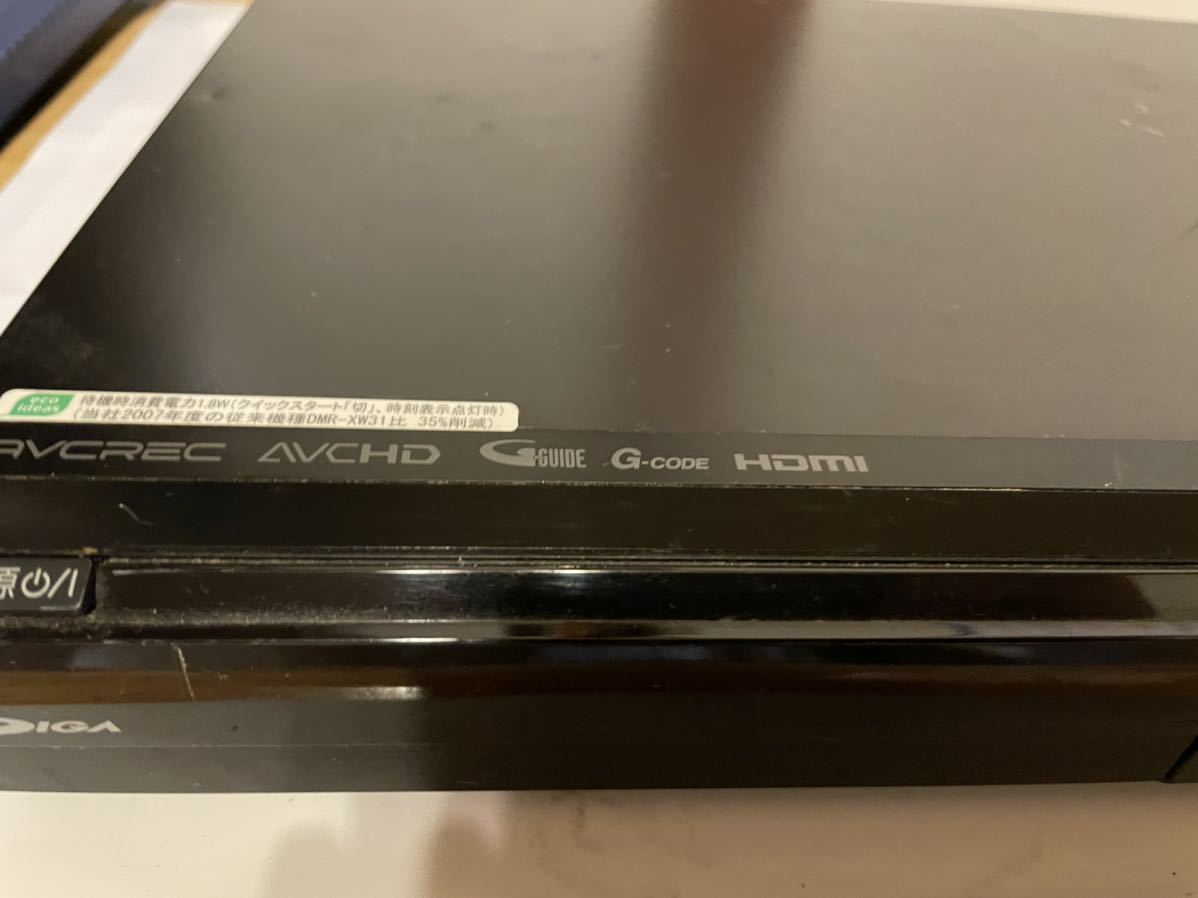 eco
ideas
待機時消費電力1.8W(クイックスタート「切」、時刻表示点灯時)
(当社2007年度の従来機種DMR-XW31比 35%削減)
AVCREC AVCHD G-GUIDE G-CODE HDMI
源⏻/I
DIGA